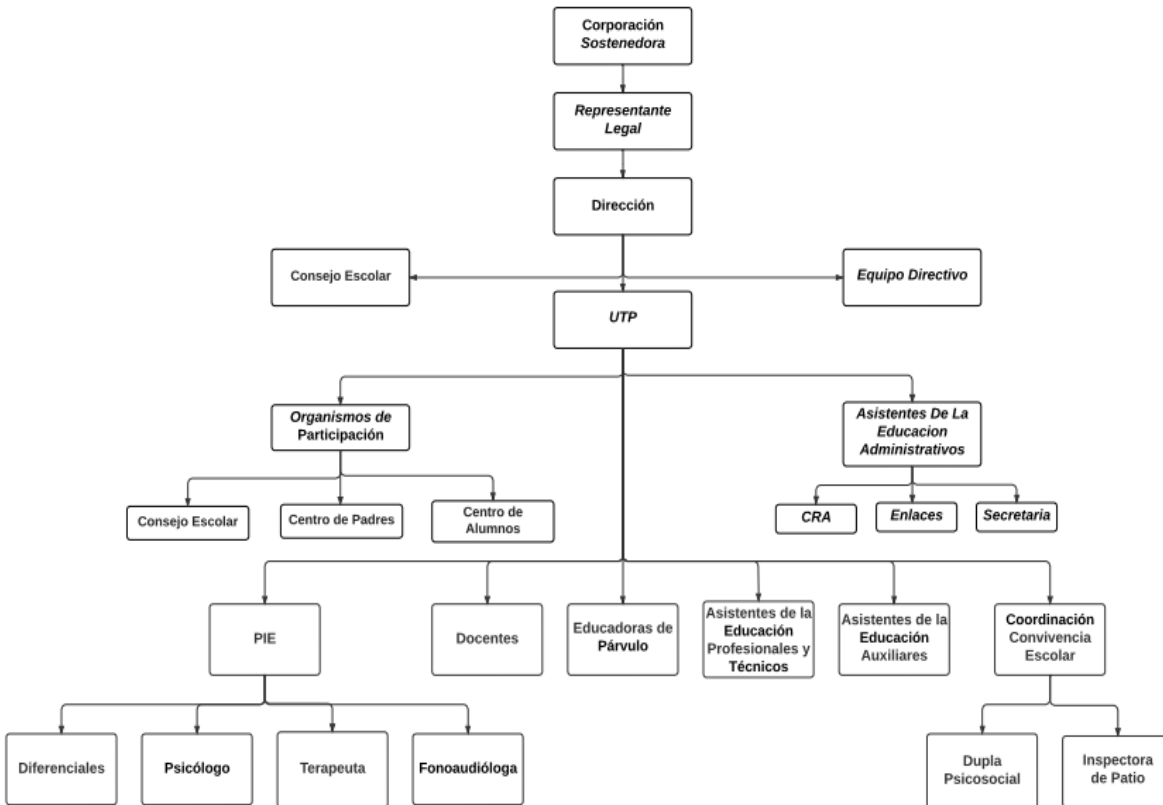 Corporación
Sostenedora
Representante
Legal
Dirección
Consejo Escolar
Equipo Directivo
UTP
Organismos de
Participación
Asistentes De La
Educacion
Administrativos
Consejo Escolar
Centro de Padres
Centro de
Alumnos
CRA
Enlaces
Secretaria
PIE
Docentes
Educadoras de
Párvulo
Asistentes de la
Educación
Profesionales y
Técnicos
Asistentes de la
Educación
Auxiliares
Coordinación
Convivencia
Escolar
Diferenciales
Psicólogo
Terapeuta
Fonoaudióloga
Dupla
Psicosocial
Inspectora
de Patio